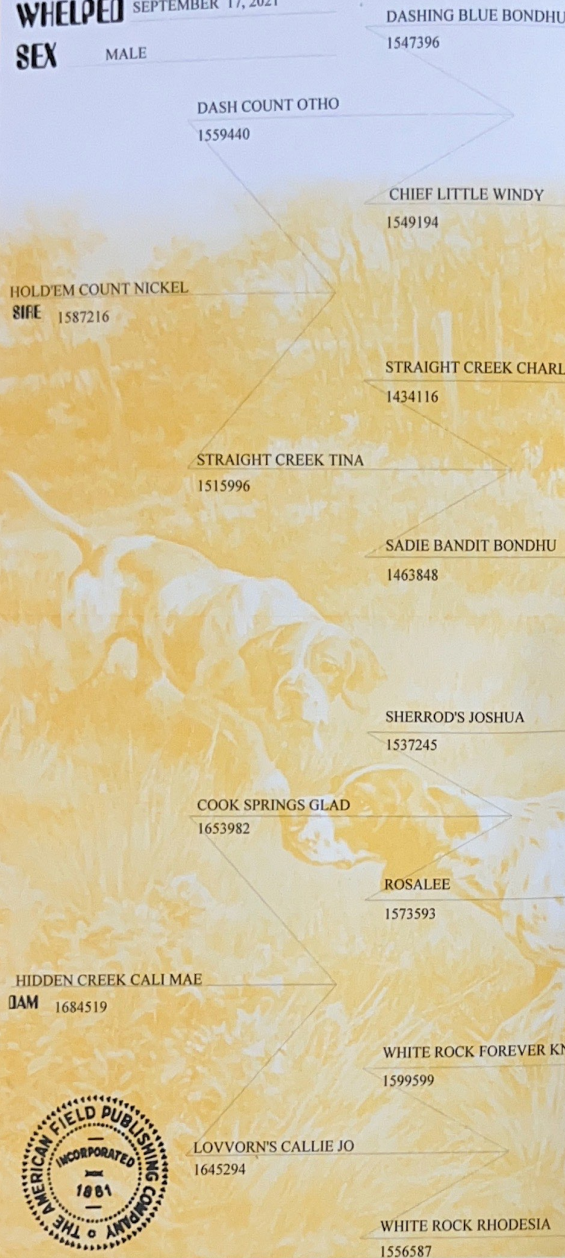 WHELPED SEPTEMBER 17, 2021
SEX MALE
DASHING BLUE BONDHU
1547396
DASH COUNT OTHO
1559440
CHIEF LITTLE WINDY
1549194
HOLD'EM COUNT NICKEL
SIRE 1587216
STRAIGHT CREEK
1434116
STRAIGHT CREEK TINA
1515996
SADIE BANDIT BONDHU
1463848
SHERROD'S JOSHUA
1537245
COOK SPRINGS GLAD
1653982
ROSALEE
1573593
HIDDEN CREEK CALI MAE
DAM 1684519
WHITE ROCK FOREVER
1599599
LOVVORN'S CALLIE JO
1645294
WHITE ROCK RHODESIA
1556587
THE AMERICAN FIELD PUBLISHING COMPANY
INCORPORATED
1881